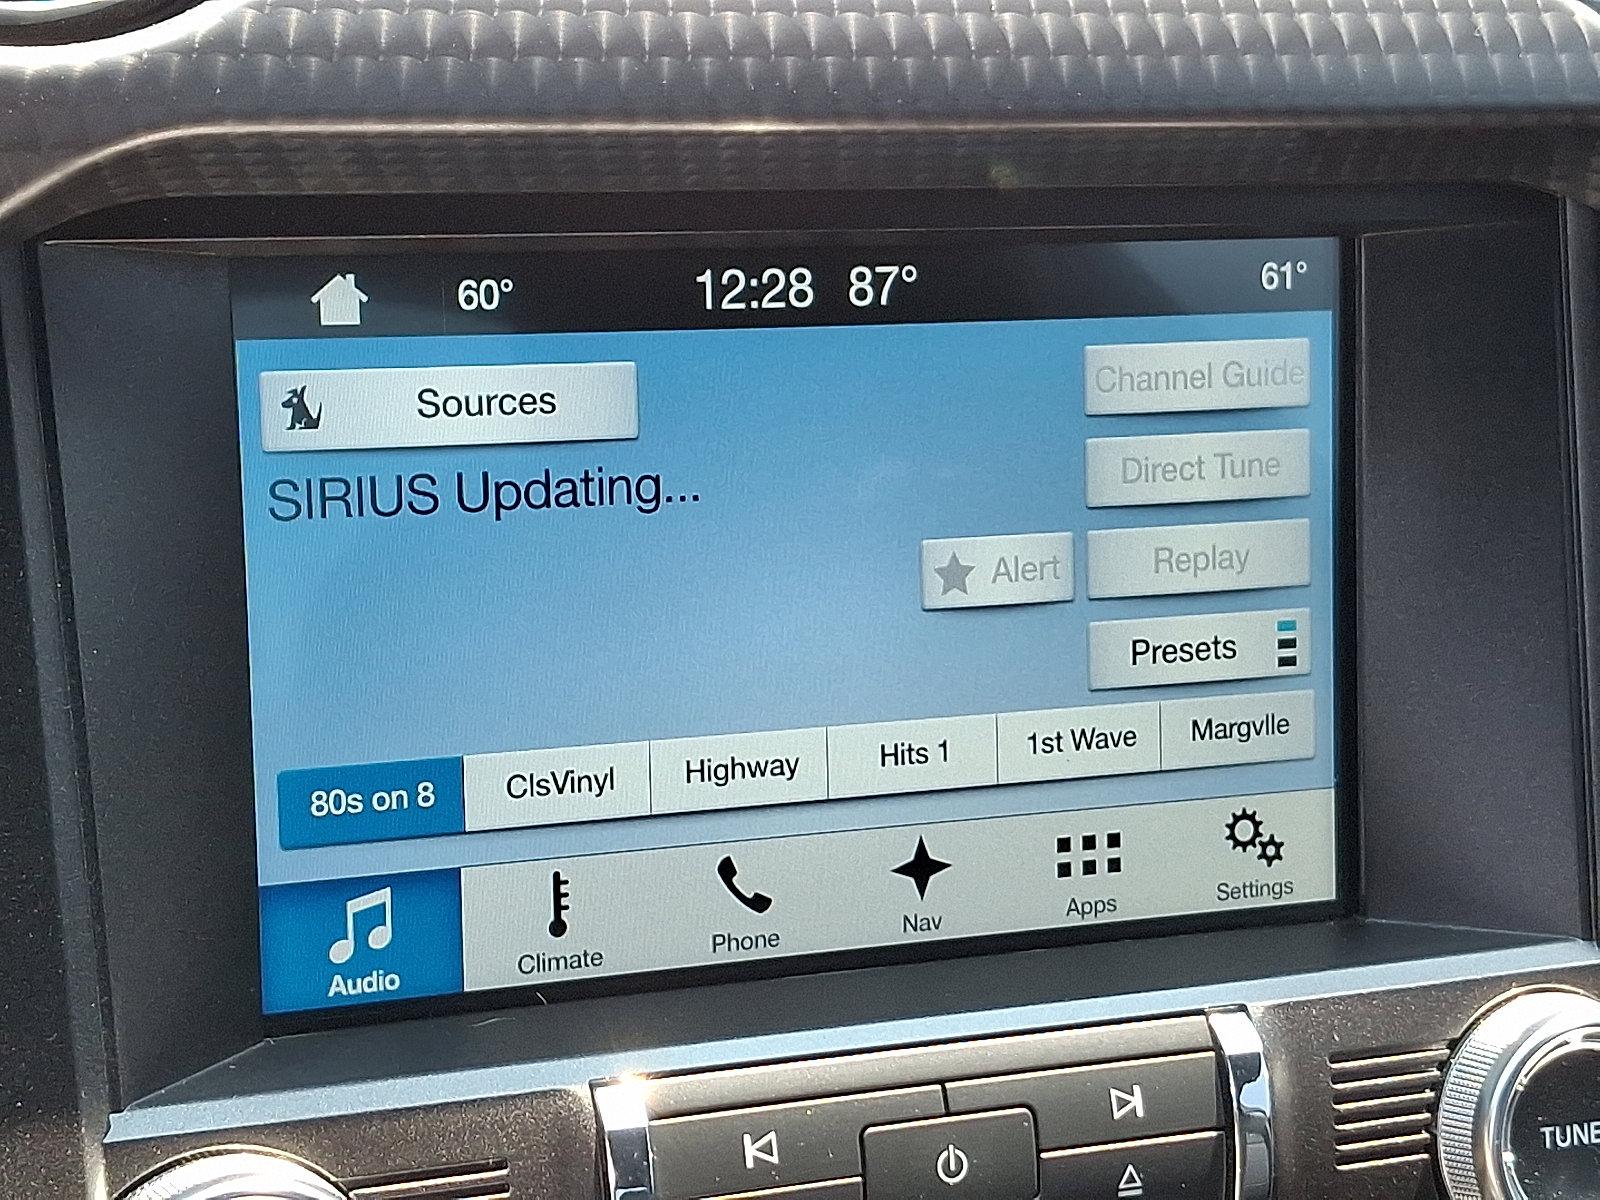 60° 12:28 87° 61°
Sources
Channel Guide
SIRIUS Updating...
Direct Tune
Alert
Replay
Presets
80s on 8
ClsVinyl
Highway
Hits 1
1st Wave
Margvlle
Audio
Climate
Phone
Nav
Apps
Settings
TUNE